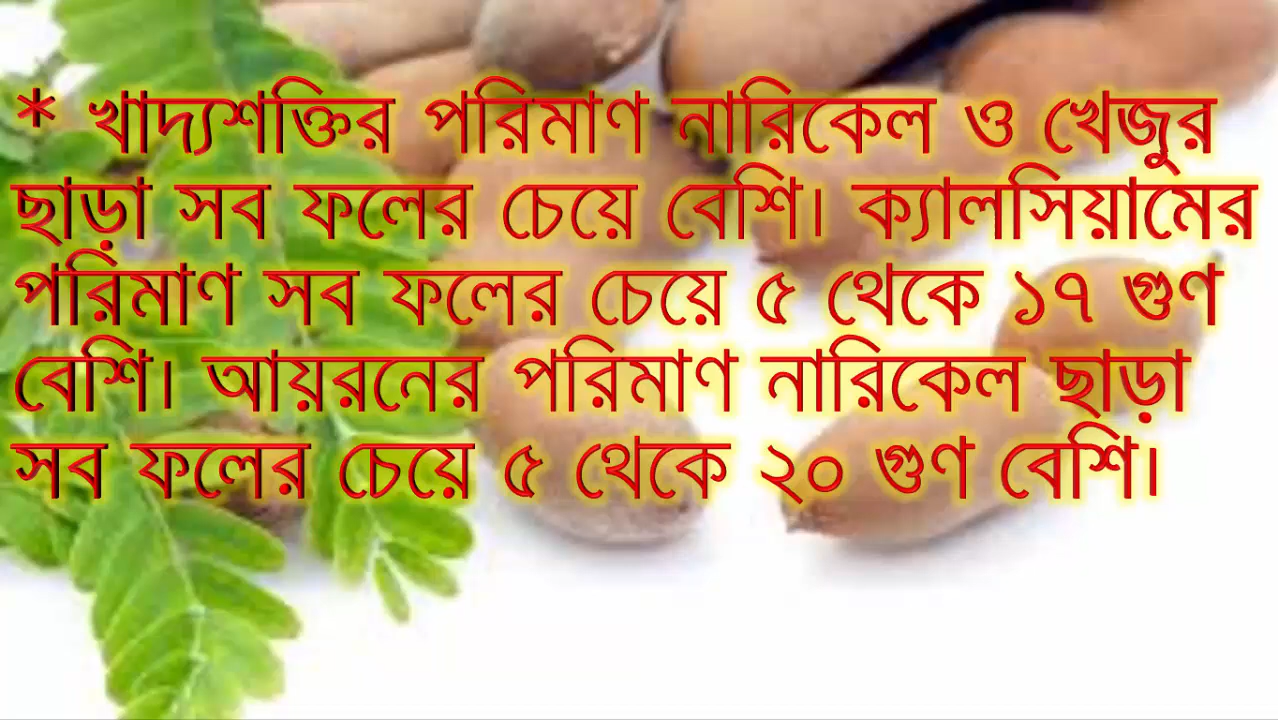 * খাদ্যশক্তির পরিমাণ নারিকেল ও খেজুর
ছাড়া সব ফলের চেয়ে বেশি। ক্যালসিয়ামের
পরিমাণ সব ফলের চেয়ে ৫ থেকে ১৭ গুণ
বেশি। আয়রনের পরিমাণ নারিকেল ছাড়া
সব ফলের চেয়ে ৫ থেকে ২০ গুণ বেশি।